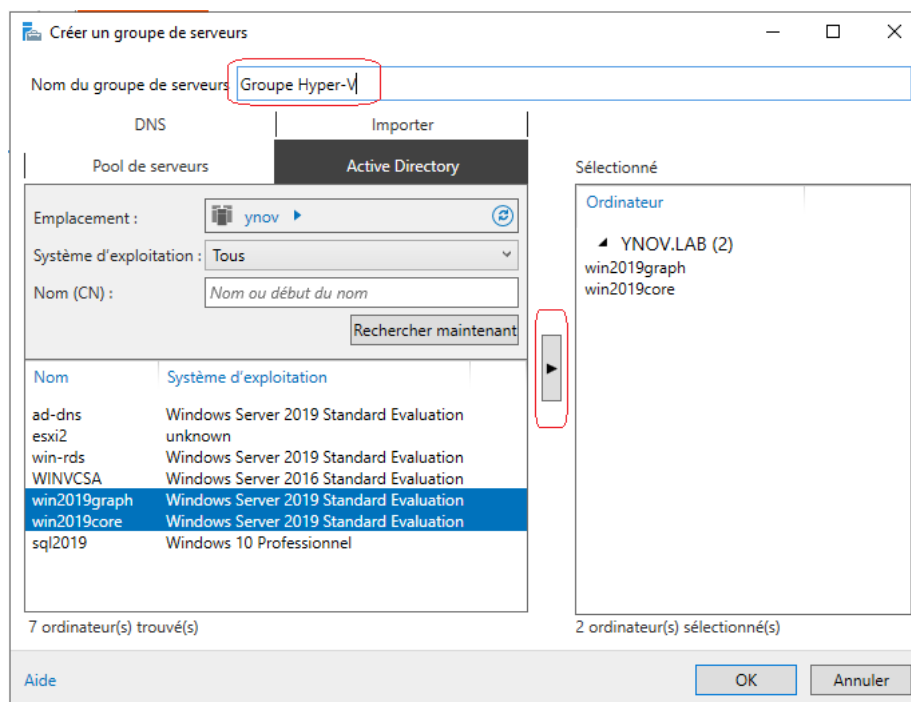 Créer un groupe de serveurs
Nom du groupe de serveurs Groupe Hyper-V
DNS Importer
Pool de serveurs Active Directory
Sélectionné
Emplacement : ynov
Système d'exploitation : Tous
Nom (CN) : Nom ou début du nom
Rechercher maintenant
Nom Système d'exploitation
ad-dns Windows Server 2019 Standard Evaluation
esxi2 unknown
win-rds Windows Server 2019 Standard Evaluation
WINVCSA Windows Server 2016 Standard Evaluation
win2019graph Windows Server 2019 Standard Evaluation
win2019core Windows Server 2019 Standard Evaluation
sql2019 Windows 10 Professionnel
7 ordinateur(s) trouvé(s)
Ordinateur
YNOV.LAB (2)
win2019graph
win2019core
2 ordinateur(s) sélectionné(s)
Aide OK Annuler